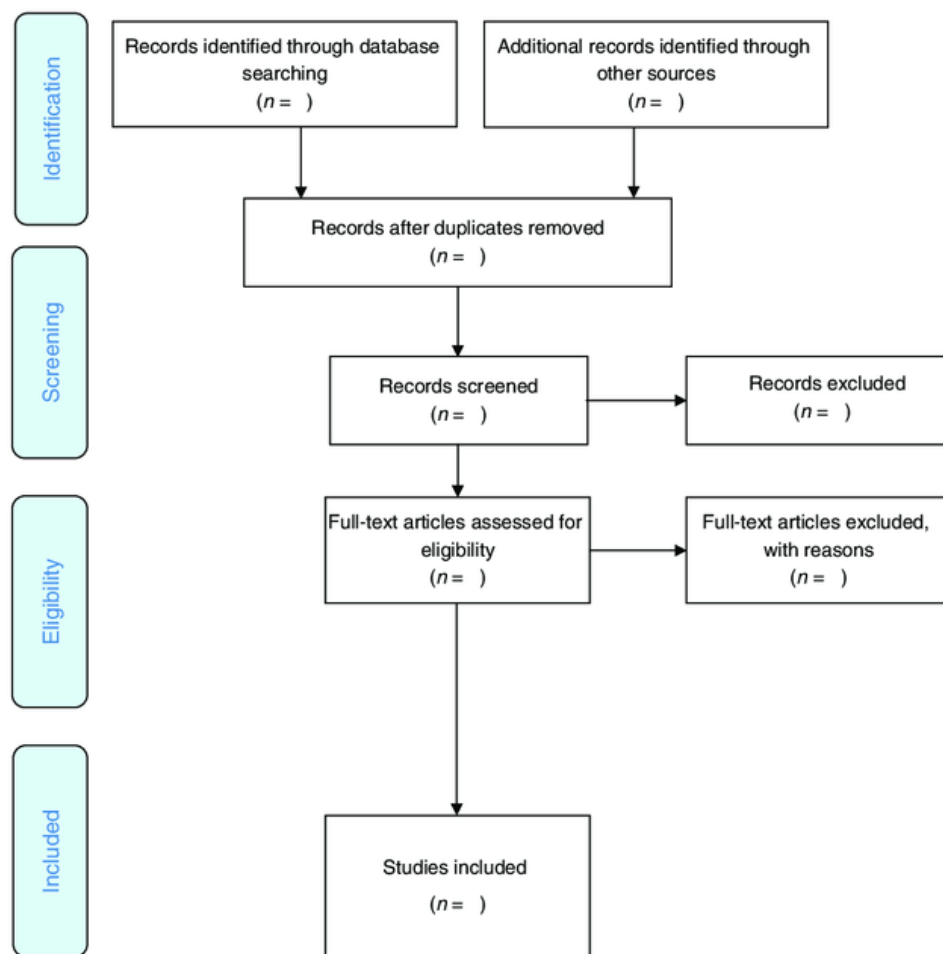 Identification
Records identified through database
searching
(n =   )
Additional records identified through
other sources
(n =   )
Records after duplicates removed
(n =   )
Screening
Records screened
(n =   )
Records excluded
(n =   )
Eligibility
Full-text articles assessed for
eligibility
(n =   )
Full-text articles excluded,
with reasons
(n =   )
Included
Studies included
(n =   )